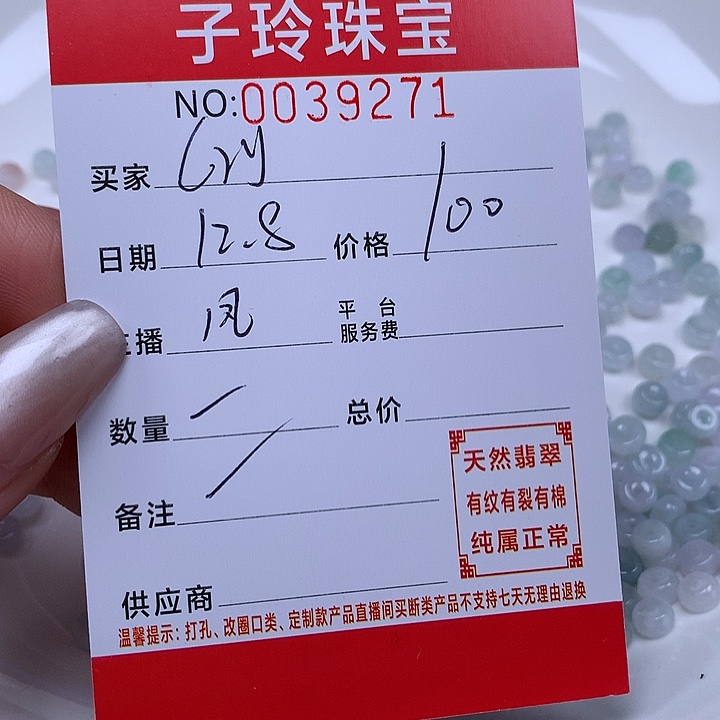 子玲珠宝
NO:0039271
买家
日期 12.8 价格 100
主播 凤 平台服务费
数量 一 总价
备注
供应商
天然翡翠
有纹有裂有棉
纯属正常
温馨提示：打孔、改圈口类、定制款产品直播间买断类产品不支持七天无理由退换